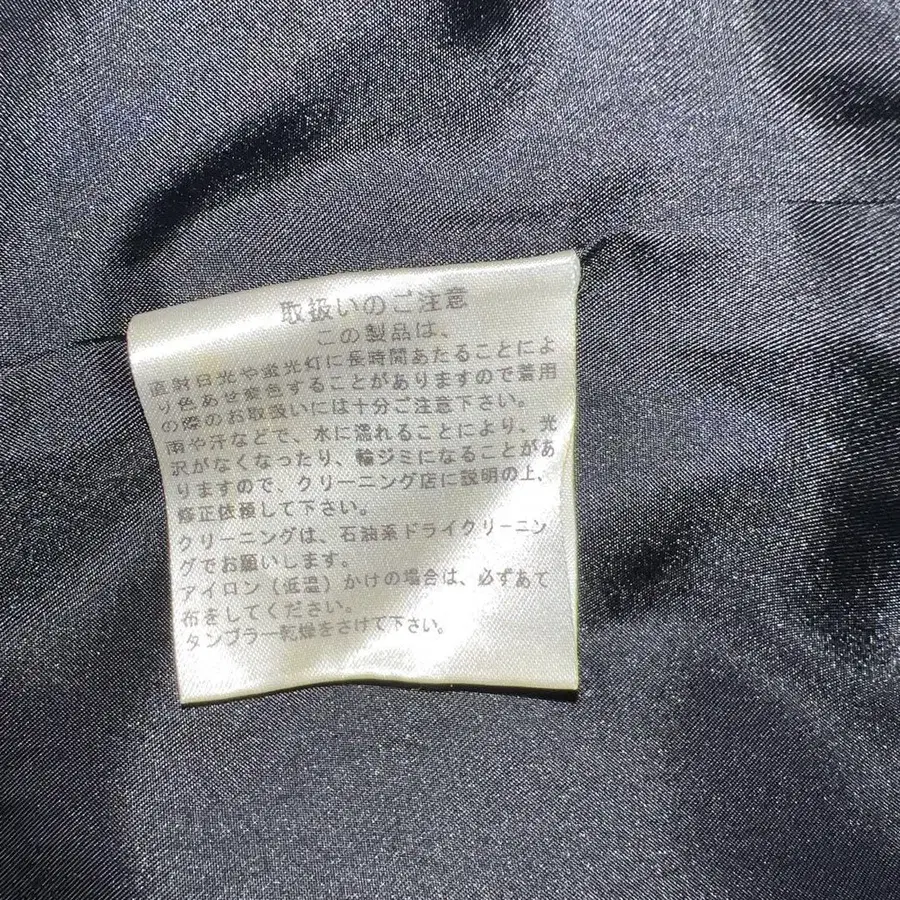 取扱いのご注意
この製品は、
直射日光や蛍光灯に長時間あたることによ
り色あせ変色することがありますので着用
の際のお取扱いには十分ご注意下さい。
雨や汗などで、水に濡れることにより、光
沢がなくなったり、輪ジミになることがあ
りますので、クリーニング店に説明の上、
修正依頼して下さい。
クリーニングは、石油系ドライクリーニン
グでお願いします。
アイロン（低温）かけの場合は、必ずあて
布をしてください。
タンブラー乾燥をさけて下さい。